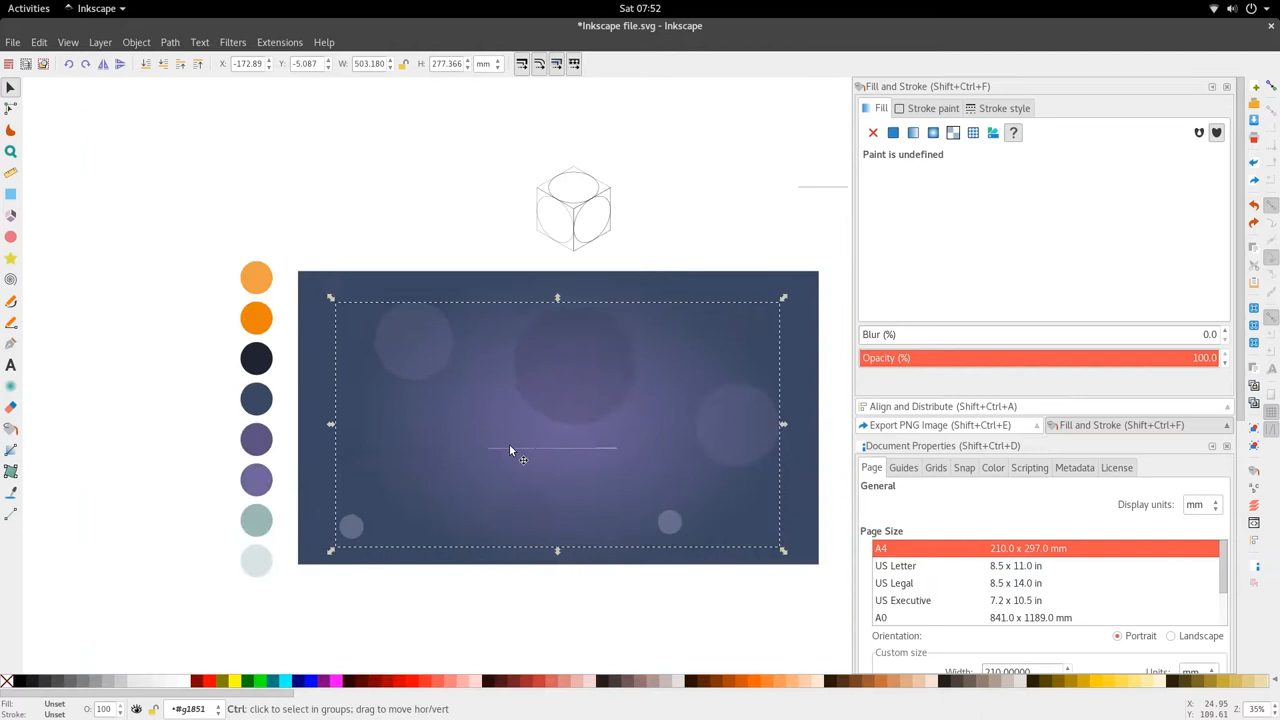 Activities
Inkscape
Sat 07:52
*Inkscape file.svg - Inkscape
File Edit View Layer Object Path Text Filters Extensions Help
X: -172.89 Y: -5.087 W: 503.180 H: 277.366 mm
Fill and Stroke (Shift+Ctrl+F)
Fill Stroke paint Stroke style
?
Paint is undefined
Blur (%) 0.0
Opacity (%) 100.0
Align and Distribute (Shift+Ctrl+A)
Export PNG Image (Shift+Ctrl+E) Fill and Stroke (Shift+Ctrl+F)
Document Properties (Shift+Ctrl+D)
Page Guides Grids Snap Color Scripting Metadata License
General
Display units: mm
Page Size
A4 210.0 x 297.0 mm
US Letter 8.5 x 11.0 in
US Legal 8.5 x 14.0 in
US Executive 7.2 x 10.5 in
A0 841.0 x 1189.0 mm
Orientation: Portrait Landscape
Custom size
Width: 210.00000 Units: mm
Fill: Unset
Stroke: Unset
O: 100
•#g1851
Ctrl: click to select in groups; drag to move hor/vert
X: 24.95
Y: 109.61
Z: 35%